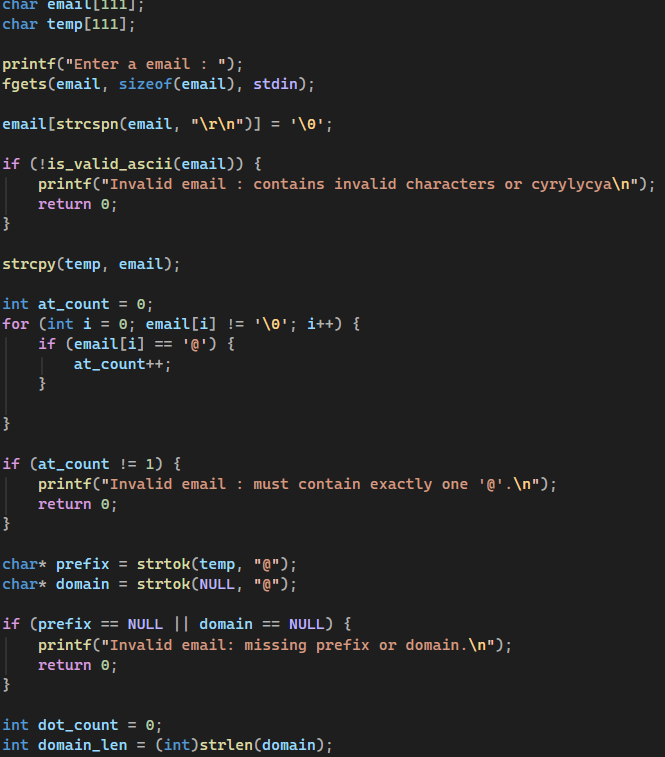 char email[111];
char temp[111];
printf("Enter a email : ");
fgets(email, sizeof(email), stdin);
email[strcspn(email, "\r\n")] = '\0';
if (!is_valid_ascii(email)) {
printf("Invalid email : contains invalid characters or cyrylycya\n");
return 0;
}
strcpy(temp, email);
int at_count = 0;
for (int i = 0; email[i] != '\0'; i++) {
if (email[i] == '@') {
at_count++;
}
}
if (at_count != 1) {
printf("Invalid email : must contain exactly one '@'.\n");
return 0;
}
char* prefix = strtok(temp, "@");
char* domain = strtok(NULL, "@");
if (prefix == NULL || domain == NULL) {
printf("Invalid email: missing prefix or domain.\n");
return 0;
}
int dot_count = 0;
int domain_len = (int)strlen(domain);